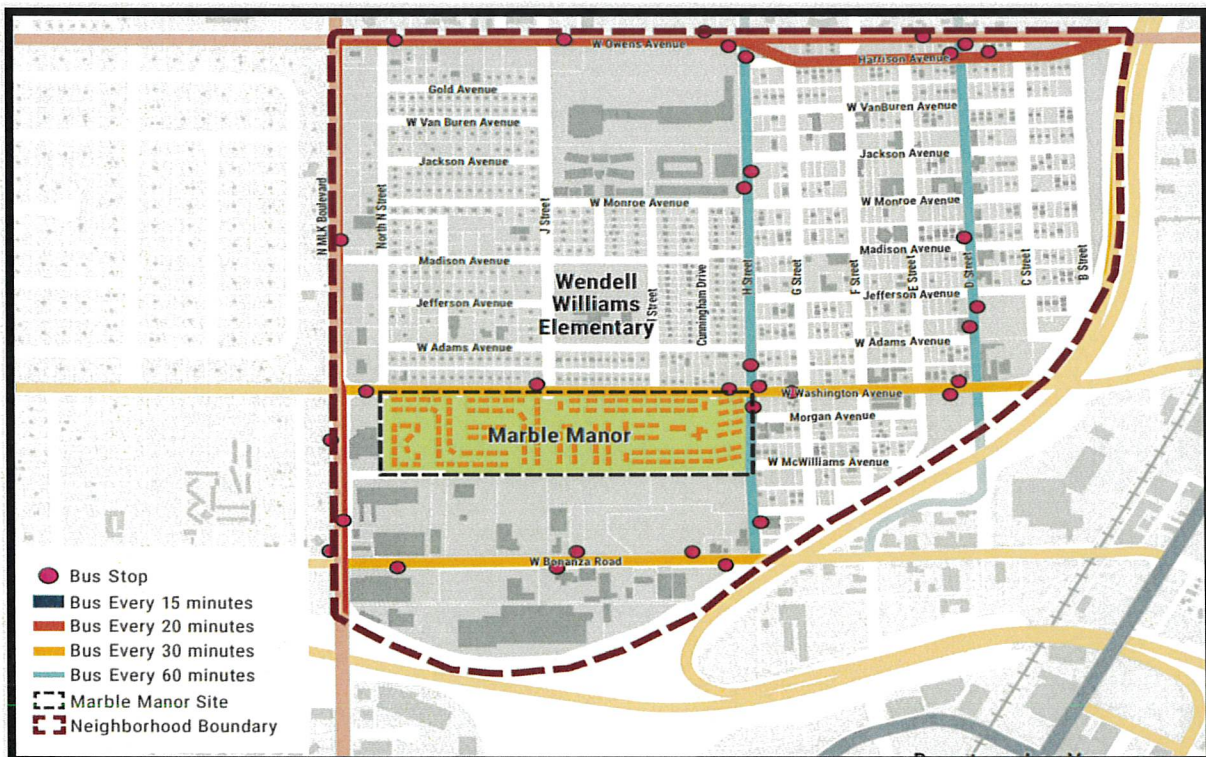 W Owens Avenue
Harrison Avenue
Gold Avenue
W VanBuren Avenue
W Van Buren Avenue
Jackson Avenue
Jackson Avenue
N MLK Boulevard
North N Street
J Street
W Monroe Avenue
W Monroe Avenue
Madison Avenue
Madison Avenue
Wendell
Williams
Elementary
I Street
Cunningham Drive
H Street
G Street
F Street
E Street
D Street
C Street
B Street
Jefferson Avenue
Jefferson Avenue
W Adams Avenue
W Adams Avenue
W Washington Avenue
Morgan Avenue
Marble Manor
W McWilliams Avenue
W Bonanza Road
Bus Stop
Bus Every 15 minutes
Bus Every 20 minutes
Bus Every 30 minutes
Bus Every 60 minutes
Marble Manor Site
Neighborhood Boundary